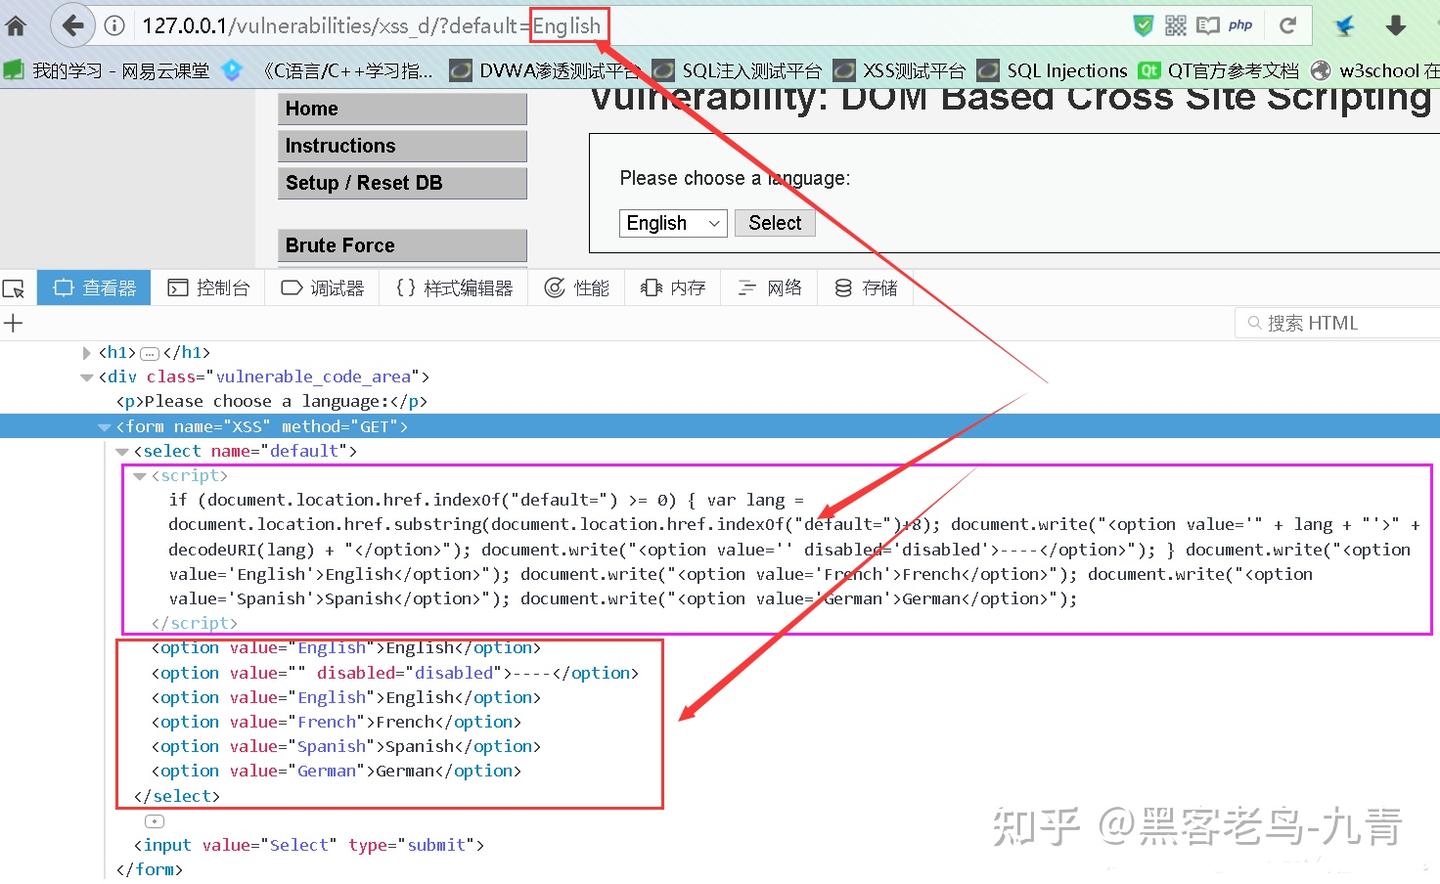 127.0.0.1/vulnerabilities/xss_d/?default=English
php
我的学习 - 网易云课堂
《C语言/C++学习指...
DVWA渗透测试平台
SQL注入测试平台
XSS测试平台
SQL Injections
Qt QT官方参考文档
w3school 在
Home
Instructions
Setup / Reset DB
Brute Force
Vulnerability: DOM Based Cross Site Scripting
Please choose a language:
English
Select
查看器
控制台
调试器
{} 样式编辑器
性能
内存
网络
存储
+
搜索 HTML
<h1>...</h1>
<div class="vulnerable_code_area">
<p>Please choose a language:</p>
<form name="XSS" method="GET">
<select name="default">
<script>
if (document.location.href.indexOf("default=") >= 0) { var lang =
document.location.href.substring(document.location.href.indexOf("default=")+8); document.write("<option value='" + lang + "'>" +
decodeURI(lang) + "</option>"); document.write("<option value='' disabled='disabled'>----</option>"); } document.write("<option
value='English'>English</option>"); document.write("<option value='French'>French</option>"); document.write("<option
value='Spanish'>Spanish</option>"); document.write("<option value='German'>German</option>");
</script>
<option value="English">English</option>
<option value="" disabled="disabled">----</option>
<option value="English">English</option>
<option value="French">French</option>
<option value="Spanish">Spanish</option>
<option value="German">German</option>
</select>
<input value="Select" type="submit">
</form>
知乎 @黑客老鸟-九青